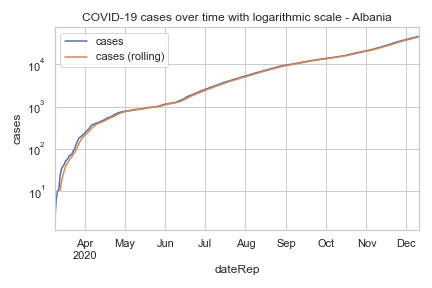 COVID-19 cases over time with logarithmic scale - Albania
cases
cases (rolling)
10⁴
10³
10²
10¹
cases
Apr May Jun Jul Aug Sep Oct Nov Dec
2020
dateRep